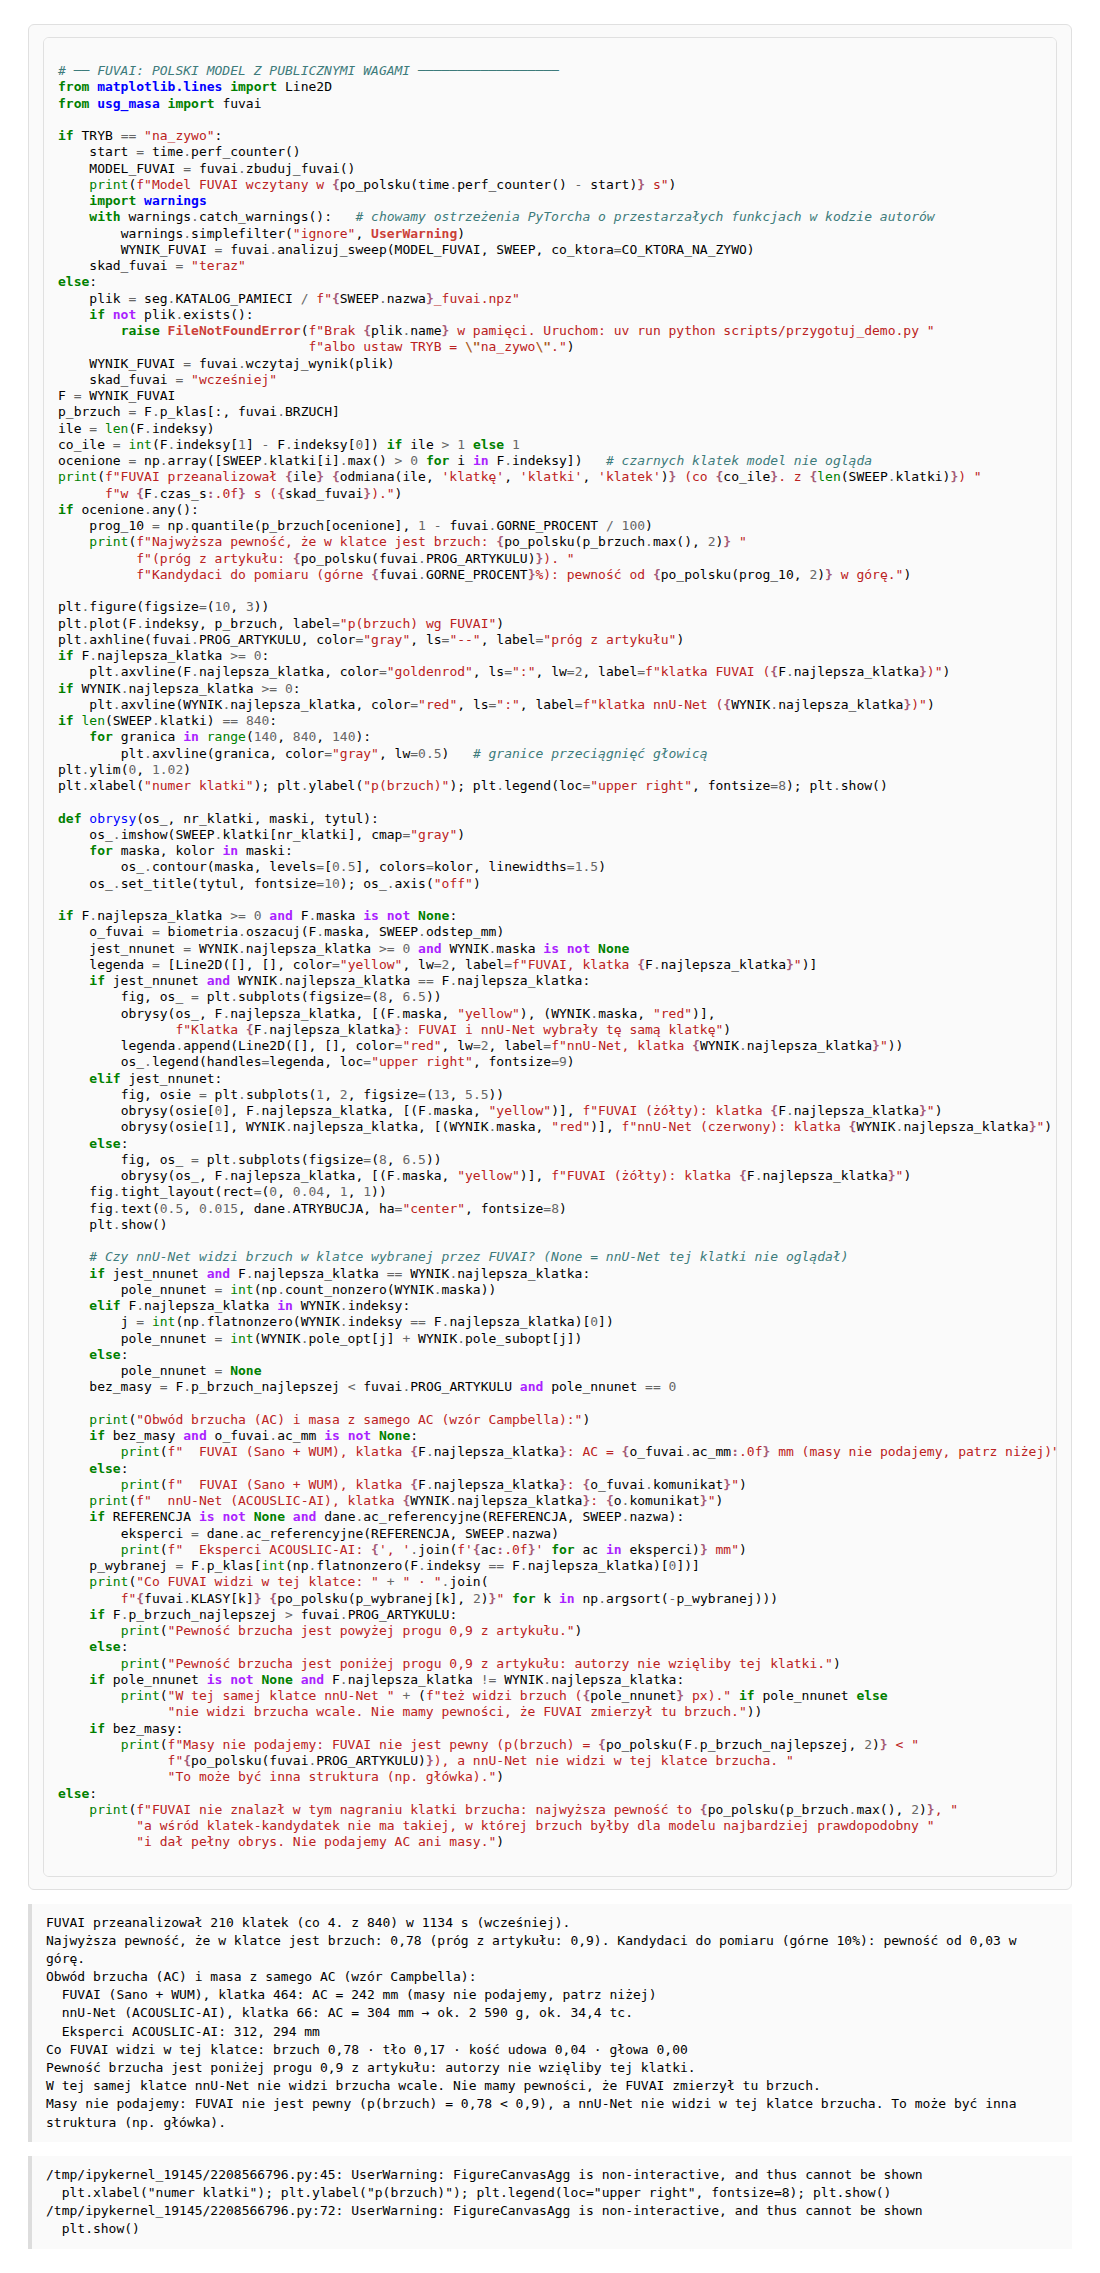 # ── FUVAI: POLSKI MODEL Z PUBLICZNYMI WAGAMI ──────────────────
from matplotlib.lines import Line2D
from usg_masa import fuvai

if TRYB == "na_zywo":
    start = time.perf_counter()
    MODEL_FUVAI = fuvai.zbuduj_fuvai()
    print(f"Model FUVAI wczytany w {po_polsku(time.perf_counter() - start)} s")
    import warnings
    with warnings.catch_warnings():   # chowamy ostrzeżenia PyTorcha o przestarzałych funkcjach w kodzie autorów
        warnings.simplefilter("ignore", UserWarning)
        WYNIK_FUVAI = fuvai.analizuj_sweep(MODEL_FUVAI, SWEEP, co_ktora=CO_KTORA_NA_ZYWO)
    skad_fuvai = "teraz"
else:
    plik = seg.KATALOG_PAMIECI / f"{SWEEP.nazwa}_fuvai.npz"
    if not plik.exists():
        raise FileNotFoundError(f"Brak {plik.name} w pamięci. Uruchom: uv run python scripts/przygotuj_demo.py "
                                f"albo ustaw TRYB = \"na_zywo\".")
    WYNIK_FUVAI = fuvai.wczytaj_wynik(plik)
    skad_fuvai = "wcześniej"
F = WYNIK_FUVAI
p_brzuch = F.p_klas[:, fuvai.BRZUCH]
ile = len(F.indeksy)
co_ile = int(F.indeksy[1] - F.indeksy[0]) if ile > 1 else 1
ocenione = np.array([SWEEP.klatki[i].max() > 0 for i in F.indeksy])   # czarnych klatek model nie ogląda
print(f"FUVAI przeanalizował {ile} {odmiana(ile, 'klatkę', 'klatki', 'klatek')} (co {co_ile}. z {len(SWEEP.klatki)}) "
      f"w {F.czas_s:.0f} s ({skad_fuvai}).")
if ocenione.any():
    prog_10 = np.quantile(p_brzuch[ocenione], 1 - fuvai.GORNE_PROCENT / 100)
    print(f"Najwyższa pewność, że w klatce jest brzuch: {po_polsku(p_brzuch.max(), 2)} "
          f"(próg z artykułu: {po_polsku(fuvai.PROG_ARTYKULU)}). "
          f"Kandydaci do pomiaru (górne {fuvai.GORNE_PROCENT}%): pewność od {po_polsku(prog_10, 2)} w górę.")

plt.figure(figsize=(10, 3))
plt.plot(F.indeksy, p_brzuch, label="p(brzuch) wg FUVAI")
plt.axhline(fuvai.PROG_ARTYKULU, color="gray", ls="--", label="próg z artykułu")
if F.najlepsza_klatka >= 0:
    plt.axvline(F.najlepsza_klatka, color="goldenrod", ls=":", lw=2, label=f"klatka FUVAI ({F.najlepsza_klatka})")
if WYNIK.najlepsza_klatka >= 0:
    plt.axvline(WYNIK.najlepsza_klatka, color="red", ls=":", label=f"klatka nnU-Net ({WYNIK.najlepsza_klatka})")
if len(SWEEP.klatki) == 840:
    for granica in range(140, 840, 140):
        plt.axvline(granica, color="gray", lw=0.5)   # granice przeciągnięć głowicą
plt.ylim(0, 1.02)
plt.xlabel("numer klatki"); plt.ylabel("p(brzuch)"); plt.legend(loc="upper right", fontsize=8); plt.show()

def obrysy(os_, nr_klatki, maski, tytul):
    os_.imshow(SWEEP.klatki[nr_klatki], cmap="gray")
    for maska, kolor in maski:
        os_.contour(maska, levels=[0.5], colors=kolor, linewidths=1.5)
    os_.set_title(tytul, fontsize=10); os_.axis("off")

if F.najlepsza_klatka >= 0 and F.maska is not None:
    o_fuvai = biometria.oszacuj(F.maska, SWEEP.odstep_mm)
    jest_nnunet = WYNIK.najlepsza_klatka >= 0 and WYNIK.maska is not None
    legenda = [Line2D([], [], color="yellow", lw=2, label=f"FUVAI, klatka {F.najlepsza_klatka}")]
    if jest_nnunet and WYNIK.najlepsza_klatka == F.najlepsza_klatka:
        fig, os_ = plt.subplots(figsize=(8, 6.5))
        obrysy(os_, F.najlepsza_klatka, [(F.maska, "yellow"), (WYNIK.maska, "red")],
               f"Klatka {F.najlepsza_klatka}: FUVAI i nnU-Net wybrały tę samą klatkę")
        legenda.append(Line2D([], [], color="red", lw=2, label=f"nnU-Net, klatka {WYNIK.najlepsza_klatka}"))
        os_.legend(handles=legenda, loc="upper right", fontsize=9)
    elif jest_nnunet:
        fig, osie = plt.subplots(1, 2, figsize=(13, 5.5))
        obrysy(osie[0], F.najlepsza_klatka, [(F.maska, "yellow")], f"FUVAI (żółty): klatka {F.najlepsza_klatka}")
        obrysy(osie[1], WYNIK.najlepsza_klatka, [(WYNIK.maska, "red")], f"nnU-Net (czerwony): klatka {WYNIK.najlepsza_klatka}")
    else:
        fig, os_ = plt.subplots(figsize=(8, 6.5))
        obrysy(os_, F.najlepsza_klatka, [(F.maska, "yellow")], f"FUVAI (żółty): klatka {F.najlepsza_klatka}")
    fig.tight_layout(rect=(0, 0.04, 1, 1))
    fig.text(0.5, 0.015, dane.ATRYBUCJA, ha="center", fontsize=8)
    plt.show()

    # Czy nnU-Net widzi brzuch w klatce wybranej przez FUVAI? (None = nnU-Net tej klatki nie oglądał)
    if jest_nnunet and F.najlepsza_klatka == WYNIK.najlepsza_klatka:
        pole_nnunet = int(np.count_nonzero(WYNIK.maska))
    elif F.najlepsza_klatka in WYNIK.indeksy:
        j = int(np.flatnonzero(WYNIK.indeksy == F.najlepsza_klatka)[0])
        pole_nnunet = int(WYNIK.pole_opt[j] + WYNIK.pole_subopt[j])
    else:
        pole_nnunet = None
    bez_masy = F.p_brzuch_najlepszej < fuvai.PROG_ARTYKULU and pole_nnunet == 0

    print("Obwód brzucha (AC) i masa z samego AC (wzór Campbella):")
    if bez_masy and o_fuvai.ac_mm is not None:
        print(f"  FUVAI (Sano + WUM), klatka {F.najlepsza_klatka}: AC = {o_fuvai.ac_mm:.0f} mm (masy nie podajemy, patrz niżej)"
    else:
        print(f"  FUVAI (Sano + WUM), klatka {F.najlepsza_klatka}: {o_fuvai.komunikat}")
    print(f"  nnU-Net (ACOUSLIC-AI), klatka {WYNIK.najlepsza_klatka}: {o.komunikat}")
    if REFERENCJA is not None and dane.ac_referencyjne(REFERENCJA, SWEEP.nazwa):
        eksperci = dane.ac_referencyjne(REFERENCJA, SWEEP.nazwa)
        print(f"  Eksperci ACOUSLIC-AI: {', '.join(f'{ac:.0f}' for ac in eksperci)} mm")
    p_wybranej = F.p_klas[int(np.flatnonzero(F.indeksy == F.najlepsza_klatka)[0])]
    print("Co FUVAI widzi w tej klatce: " + " · ".join(
        f"{fuvai.KLASY[k]} {po_polsku(p_wybranej[k], 2)}" for k in np.argsort(-p_wybranej)))
    if F.p_brzuch_najlepszej > fuvai.PROG_ARTYKULU:
        print("Pewność brzucha jest powyżej progu 0,9 z artykułu.")
    else:
        print("Pewność brzucha jest poniżej progu 0,9 z artykułu: autorzy nie wzięliby tej klatki.")
    if pole_nnunet is not None and F.najlepsza_klatka != WYNIK.najlepsza_klatka:
        print("W tej samej klatce nnU-Net " + (f"też widzi brzuch ({pole_nnunet} px)." if pole_nnunet else
              "nie widzi brzucha wcale. Nie mamy pewności, że FUVAI zmierzył tu brzuch."))
    if bez_masy:
        print(f"Masy nie podajemy: FUVAI nie jest pewny (p(brzuch) = {po_polsku(F.p_brzuch_najlepszej, 2)} < "
              f"{po_polsku(fuvai.PROG_ARTYKULU)}), a nnU-Net nie widzi w tej klatce brzucha. "
              "To może być inna struktura (np. główka).")
else:
    print(f"FUVAI nie znalazł w tym nagraniu klatki brzucha: najwyższa pewność to {po_polsku(p_brzuch.max(), 2)}, "
          "a wśród klatek-kandydatek nie ma takiej, w której brzuch byłby dla modelu najbardziej prawdopodobny "
          "i dał pełny obrys. Nie podajemy AC ani masy.")

FUVAI przeanalizował 210 klatek (co 4. z 840) w 1134 s (wcześniej).
Najwyższa pewność, że w klatce jest brzuch: 0,78 (próg z artykułu: 0,9). Kandydaci do pomiaru (górne 10%): pewność od 0,03 w
górę.
Obwód brzucha (AC) i masa z samego AC (wzór Campbella):
  FUVAI (Sano + WUM), klatka 464: AC = 242 mm (masy nie podajemy, patrz niżej)
  nnU-Net (ACOUSLIC-AI), klatka 66: AC = 304 mm → ok. 2 590 g, ok. 34,4 tc.
  Eksperci ACOUSLIC-AI: 312, 294 mm
Co FUVAI widzi w tej klatce: brzuch 0,78 · tło 0,17 · kość udowa 0,04 · głowa 0,00
Pewność brzucha jest poniżej progu 0,9 z artykułu: autorzy nie wzięliby tej klatki.
W tej samej klatce nnU-Net nie widzi brzucha wcale. Nie mamy pewności, że FUVAI zmierzył tu brzuch.
Masy nie podajemy: FUVAI nie jest pewny (p(brzuch) = 0,78 < 0,9), a nnU-Net nie widzi w tej klatce brzucha. To może być inna
struktura (np. główka).

/tmp/ipykernel_19145/2208566796.py:45: UserWarning: FigureCanvasAgg is non-interactive, and thus cannot be shown
  plt.xlabel("numer klatki"); plt.ylabel("p(brzuch)"); plt.legend(loc="upper right", fontsize=8); plt.show()
/tmp/ipykernel_19145/2208566796.py:72: UserWarning: FigureCanvasAgg is non-interactive, and thus cannot be shown
  plt.show()